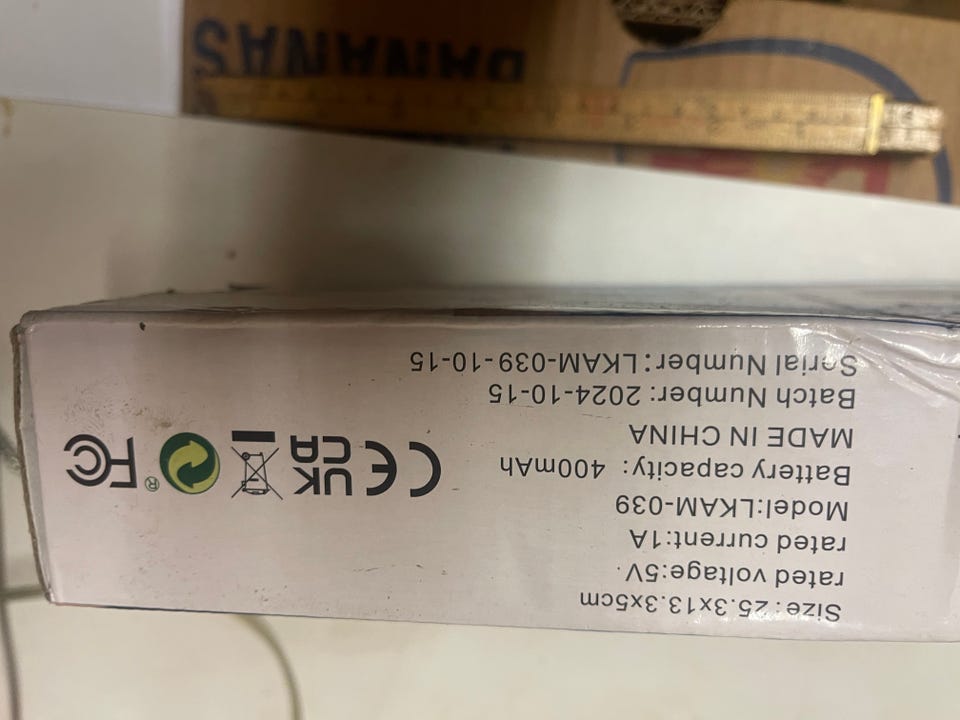 Size: 25.3x13.3x5cm
rated voltage:5V
rated current:1A
Model:LKAM-039
Battery capacity: 400mAh
MADE IN CHINA
Batch Number: 2024-10-15
Serial Number: LKAM-039-10-15
CE UK CA ® FC
BANANAS